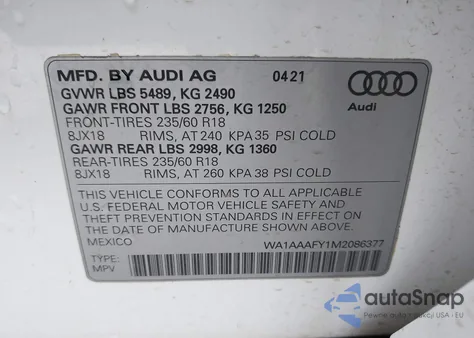 MFD. BY AUDI AG 0421
GVWR LBS 5489, KG 2490
GAWR FRONT LBS 2756, KG 1250
FRONT-TIRES 235/60 R18
8JX18 RIMS, AT 240 KPA 35 PSI COLD
GAWR REAR LBS 2998, KG 1360
REAR-TIRES 235/60 R18
8JX18 RIMS, AT 260 KPA 38 PSI COLD
Audi
THIS VEHICLE CONFORMS TO ALL APPLICABLE
U.S. FEDERAL MOTOR VEHICLE SAFETY AND
THEFT PREVENTION STANDARDS IN EFFECT ON
THE DATE OF MANUFACTURE SHOWN ABOVE.
MEXICO WA1AAAFY1M2086377
TYPE:
MPV
autoSnap
Pewne autoaukcje USA - EU